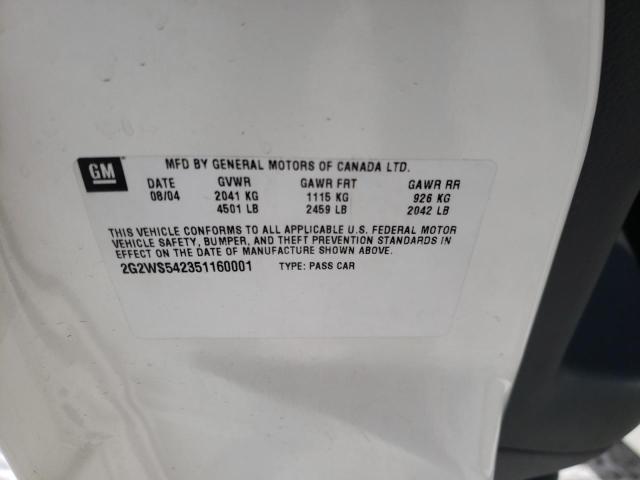 GM
MFD BY GENERAL MOTORS OF CANADA LTD.
DATE GVWR GAWR FRT GAWR RR
08/04 2041 KG 1115 KG 926 KG
4501 LB 2459 LB 2042 LB
THIS VEHICLE CONFORMS TO ALL APPLICABLE U.S. FEDERAL MOTOR
VEHICLE SAFETY, BUMPER, AND THEFT PREVENTION STANDARDS IN
EFFECT ON THE DATE OF MANUFACTURE SHOWN ABOVE.
2G2WS542351160001 TYPE: PASS CAR